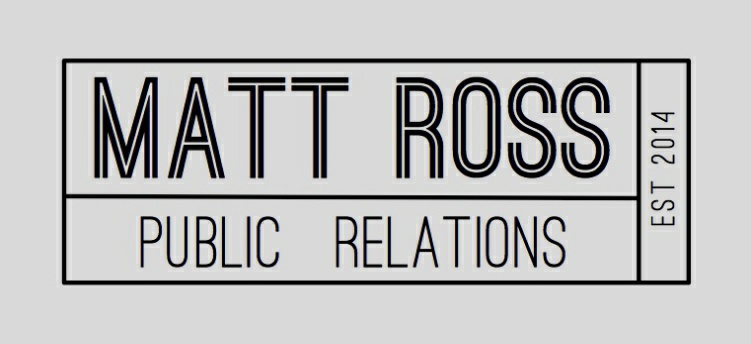 MATT ROSS
PUBLIC RELATIONS
EST 2014